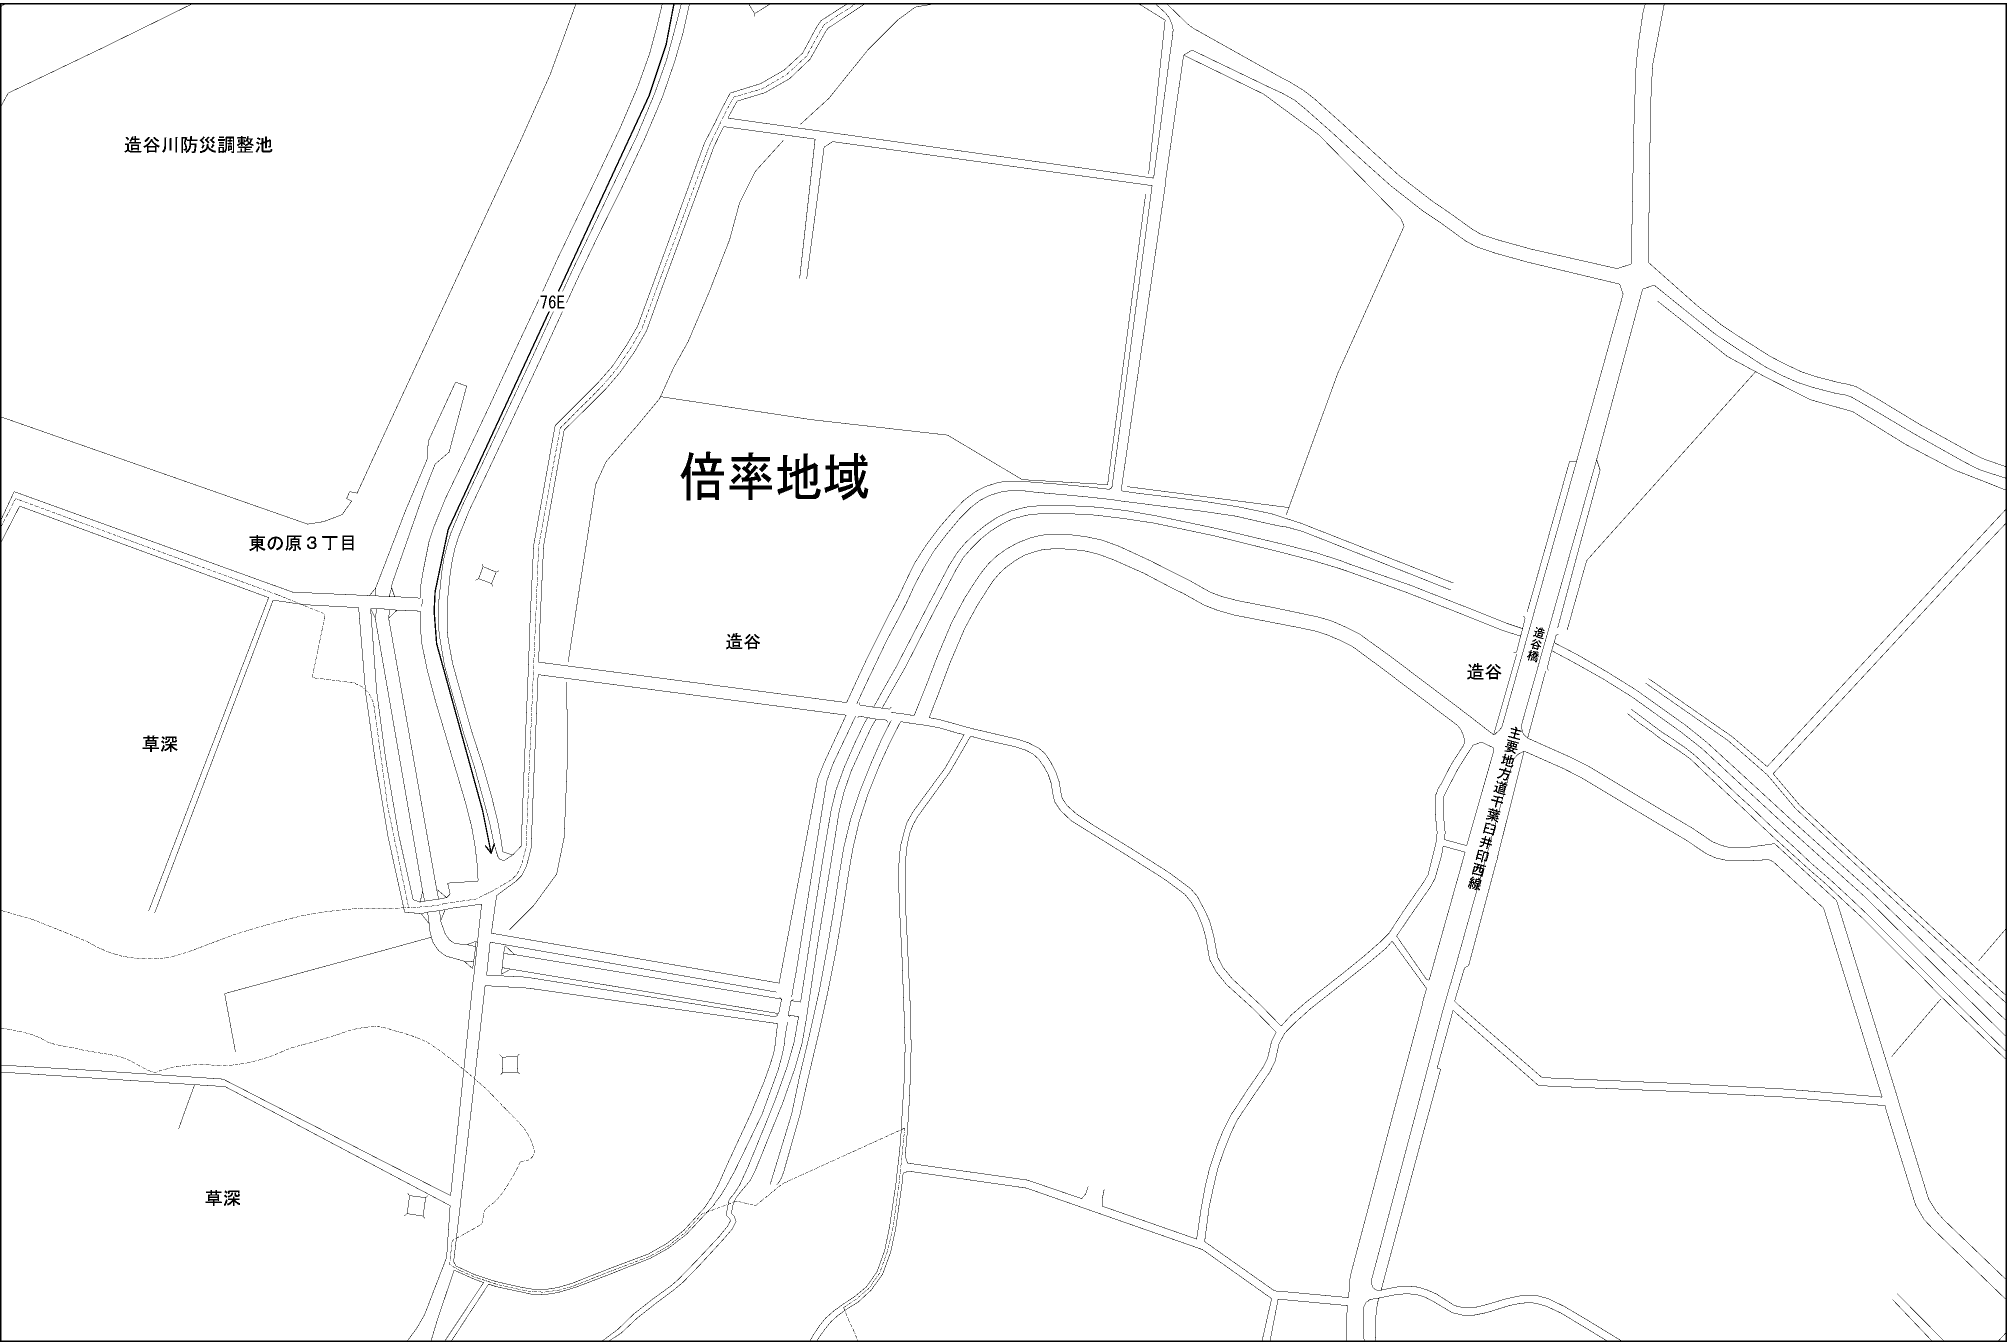 造谷川防災調整池
76E
倍率地域
東の原３丁目
造谷
造谷橋
造谷
草深
主要地方道千葉臼井印西線
草深